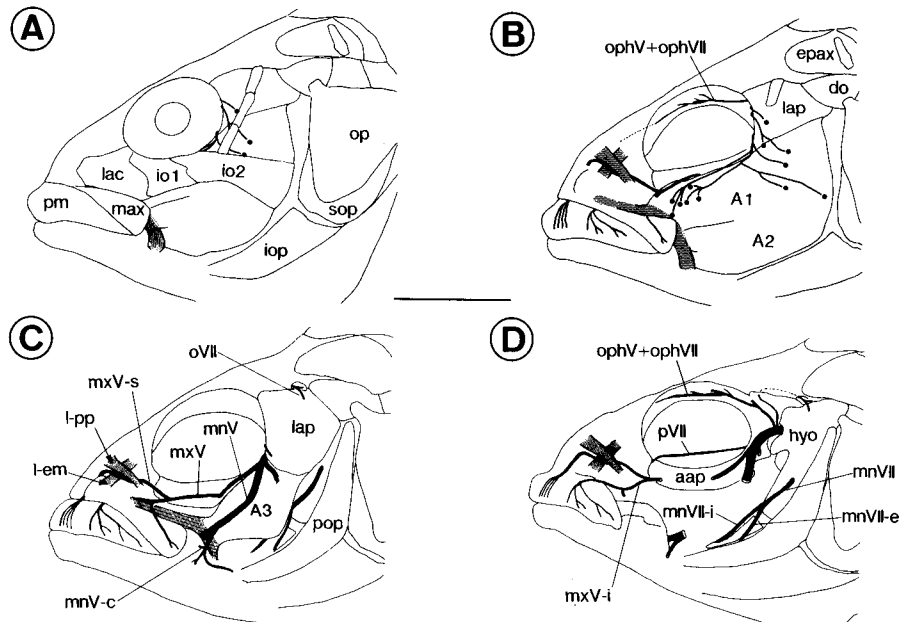 A
op
lac
io1
io2
pm
max
sop
iop
B
ophV+ophVII
epax
do
lap
A1
A2
C
oVII
mxV-s
l-pp
mnV
lap
mxV
l-em
A3
pop
mnV-c
D
ophV+ophVII
pVII
hyo
aap
mnVII
mnVII-i
mnVII-e
mxV-i